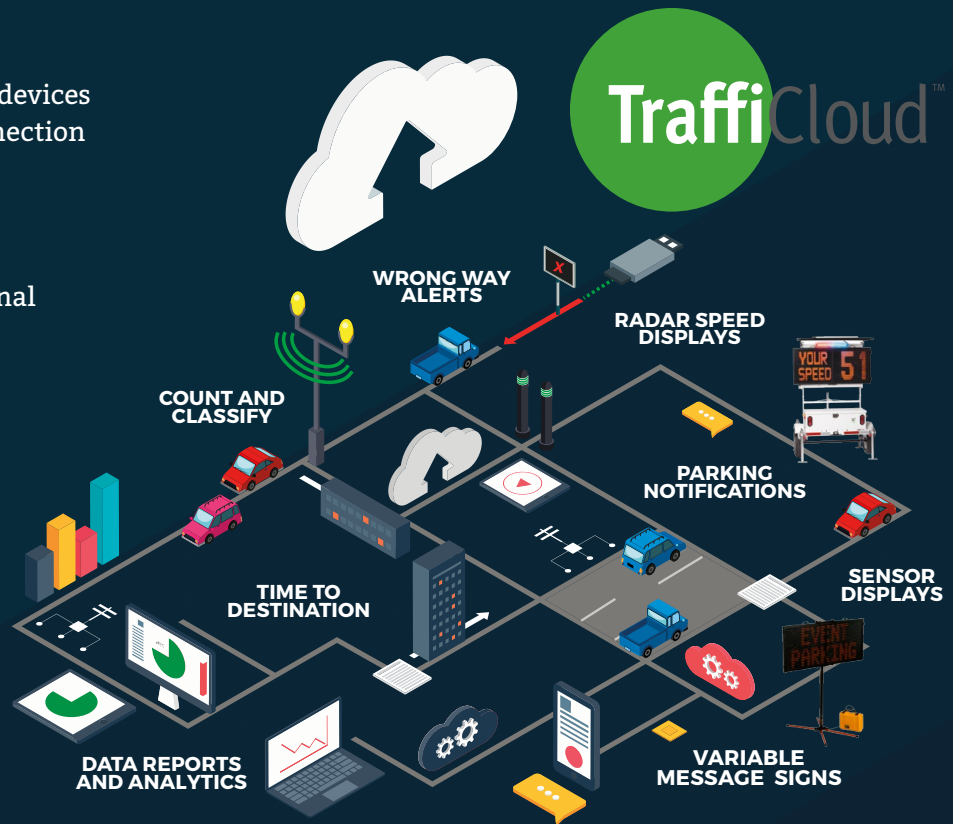 devices
nection
nal
TraffiCloud™
WRONG WAY
ALERTS
RADAR SPEED
DISPLAYS
YOUR
SPEED 51
COUNT AND
CLASSIFY
X
PARKING
NOTIFICATIONS
TIME TO
DESTINATION
SENSOR
DISPLAYS
EVENT
PARKING
DATA REPORTS
AND ANALYTICS
VARIABLE
MESSAGE SIGNS